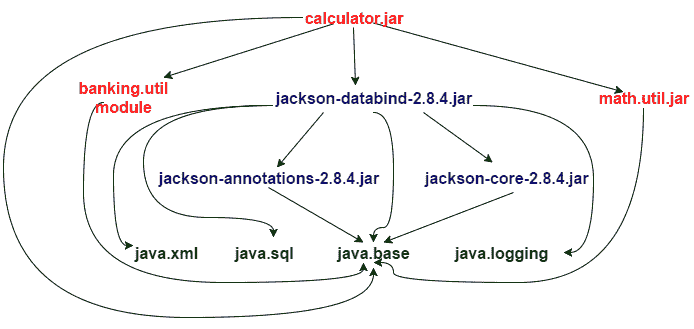 calculator.jar
banking.util
module
jackson-databind-2.8.4.jar
math.util.jar
jackson-annotations-2.8.4.jar
jackson-core-2.8.4.jar
java.xml
java.sql
java.base
java.logging